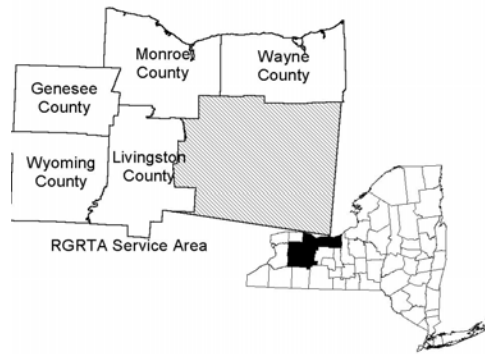 Monroe
County
Wayne
County
Genesee
County
Wyoming
County
Livingston
County
RGRTA Service Area